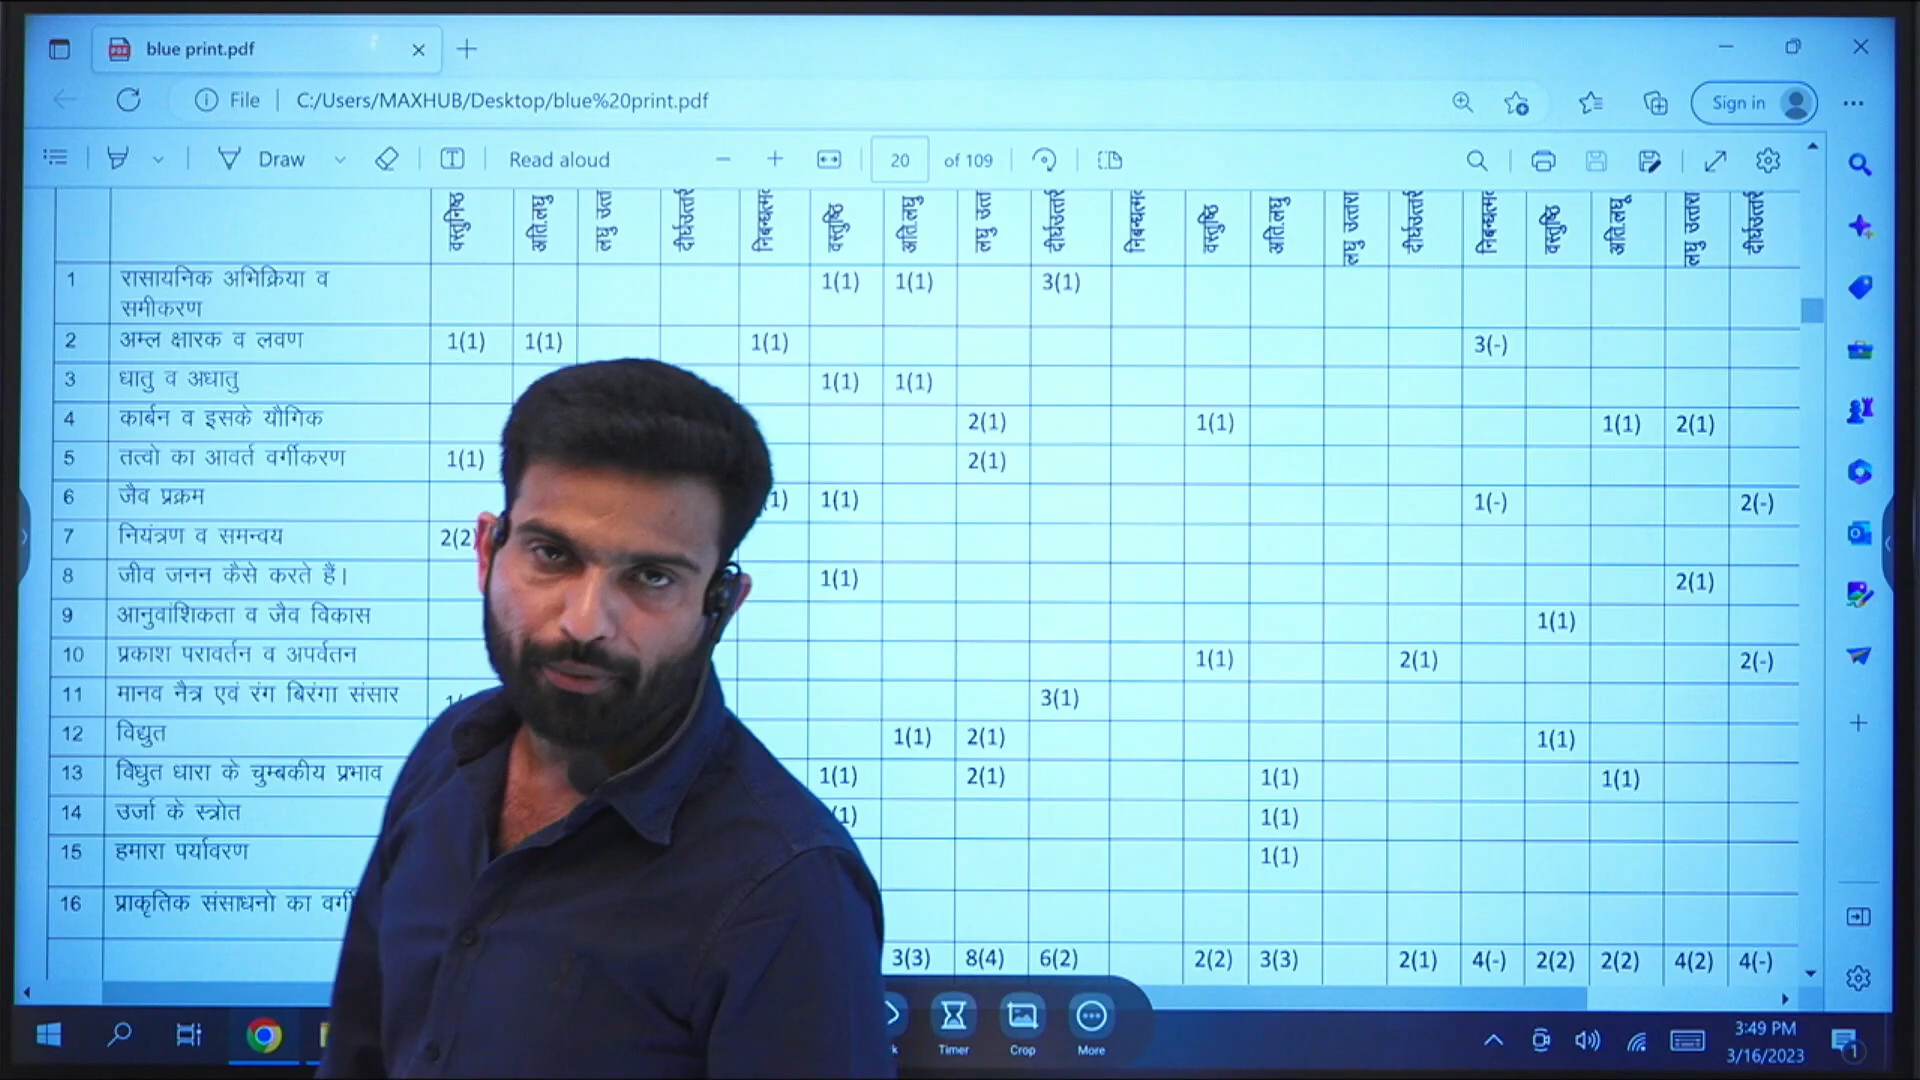 blue print.pdf
File C:/Users/MAXHUB/Desktop/blue%20print.pdf Sign in
Draw Read aloud 20 of 109
वस्तुनिष्ठ अति.लघु लघु उत्त दीर्घउत्तर निबन्धात्म वस्तुष्ठि अति.लघु लघु उत्त दीर्घउत्तर निबन्धात्म वस्तुष्ठि अति.लघु लघु उत्तरा दीर्घउत्तर निबन्धात्म वस्तुष्ठि अति.लघु लघु उत्तरा दीर्घउत्तर
1 रासायनिक अभिक्रिया व 1(1) 1(1) 3(1)
समीकरण
2 अम्ल क्षारक व लवण 1(1) 1(1) 1(1) 3(-)
3 धातु व अधातु 1(1) 1(1)
4 कार्बन व इसके यौगिक 2(1) 1(1) 1(1) 2(1)
5 तत्वो का आवर्त वर्गीकरण 1(1) 2(1)
6 जैव प्रक्रम 1) 1(1) 1(-) 2(-)
7 नियंत्रण व समन्वय 2(2)
8 जीव जनन कैसे करते हैं। 1(1) 2(1)
9 आनुवांशिकता व जैव विकास 1(1)
10 प्रकाश परावर्तन व अपर्वतन 1(1) 2(1) 2(-)
11 मानव नैत्र एवं रंग बिरंगा संसार 3(1)
12 विद्युत 1(1) 2(1) 1(1)
13 विधुत धारा के चुम्बकीय प्रभाव 1(1) 2(1) 1(1) 1(1)
14 उर्जा के स्त्रोत (1) 1(1)
15 हमारा पर्यावरण 1(1)
16 प्राकृतिक संसाधनो का वर्गी
3(3) 8(4) 6(2) 2(2) 3(3) 2(1) 4(-) 2(2) 2(2) 4(2) 4(-)
Timer Crop More
3:49 PM
3/16/2023
1